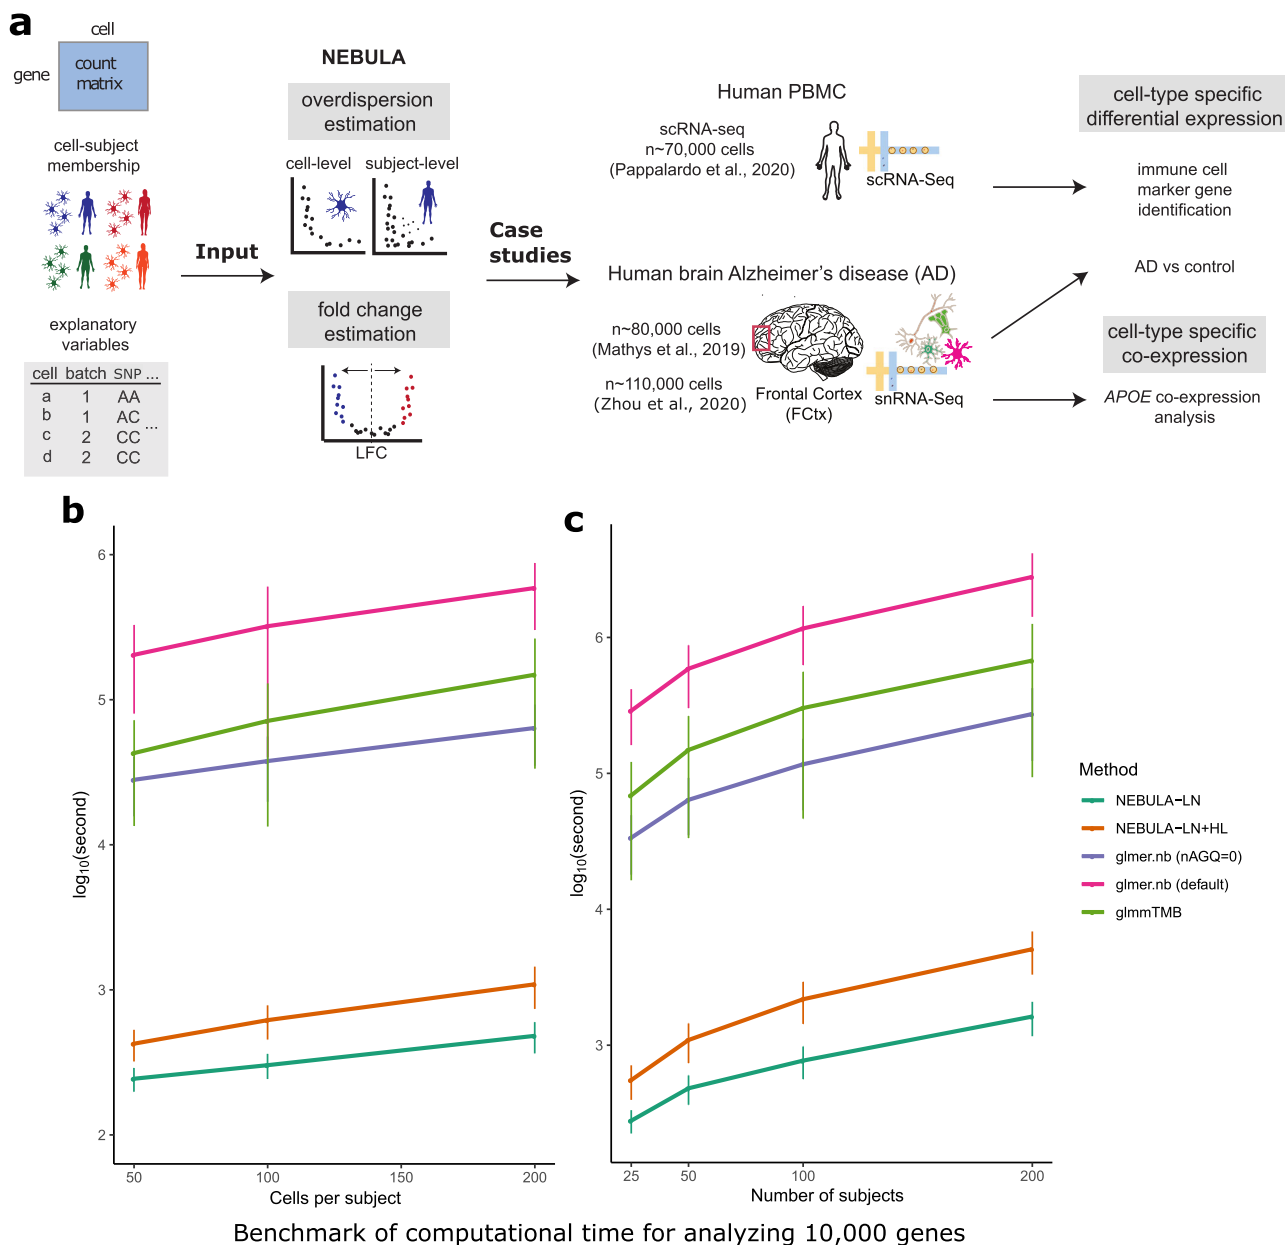 a
cell
gene
count
matrix
cell-subject
membership
explanatory
variables
cell batch SNP ...
a 1 AA
b 1 AC
c 2 CC
d 2 CC
...
Input
NEBULA
overdispersion
estimation
cell-level subject-level
fold change
estimation
LFC
Case
studies
Human PBMC
scRNA-seq
n~70,000 cells
(Pappalardo et al., 2020)
scRNA-Seq
Human brain Alzheimer's disease (AD)
n~80,000 cells
(Mathys et al., 2019)
n~110,000 cells
(Zhou et al., 2020)
Frontal Cortex
(FCtx)
snRNA-Seq
cell-type specific
differential expression
immune cell
marker gene
identification
AD vs control
cell-type specific
co-expression
APOE co-expression
analysis
b
log10(second)
6
5
4
3
2
50 100 150 200
Cells per subject
c
log10(second)
6
5
4
3
25 50 100 200
Number of subjects
Method
NEBULA−LN
NEBULA−LN+HL
glmer.nb (nAGQ=0)
glmer.nb (default)
glmmTMB
Benchmark of computational time for analyzing 10,000 genes